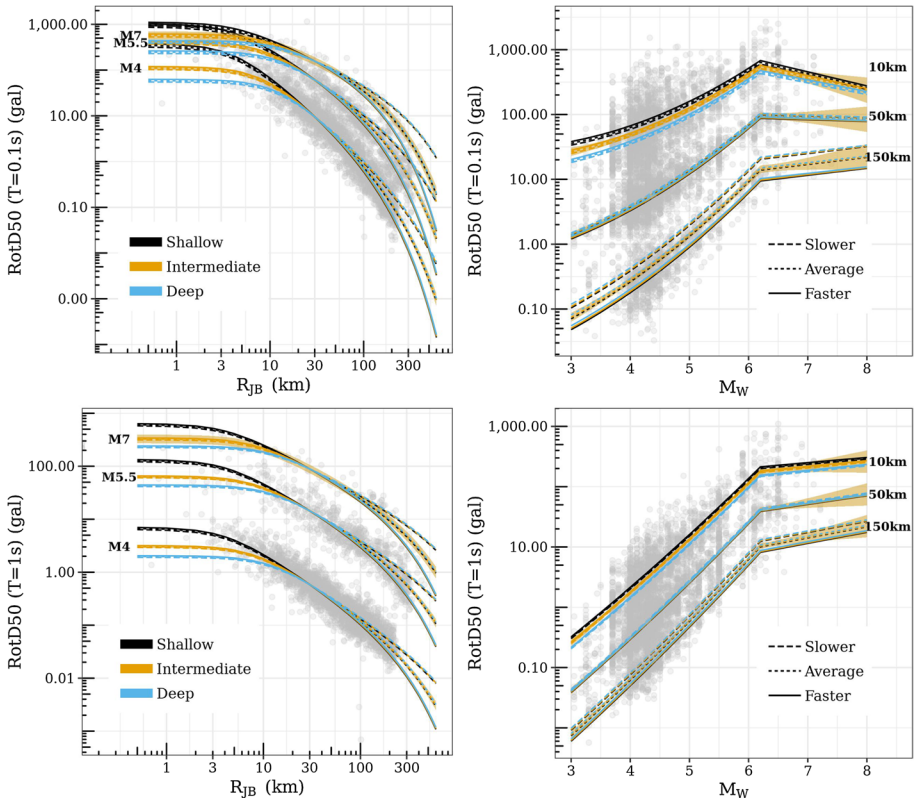 RotD50 (T=0.1s) (gal)
1,000.00
10.00
0.10
0.00
M7
M5.5
M4
Shallow
Intermediate
Deep
1 3 10 30 100 300
RJB (km)
RotD50 (T=0.1s) (gal)
1,000.00
100.00
10.00
1.00
0.10
10km
50km
150km
Slower
Average
Faster
3 4 5 6 7 8
MW
RotD50 (T=1s) (gal)
100.00
1.00
0.01
M7
M5.5
M4
Shallow
Intermediate
Deep
1 3 10 30 100 300
RJB (km)
RotD50 (T=1s) (gal)
1,000.00
10.00
0.10
10km
50km
150km
Slower
Average
Faster
3 4 5 6 7 8
MW